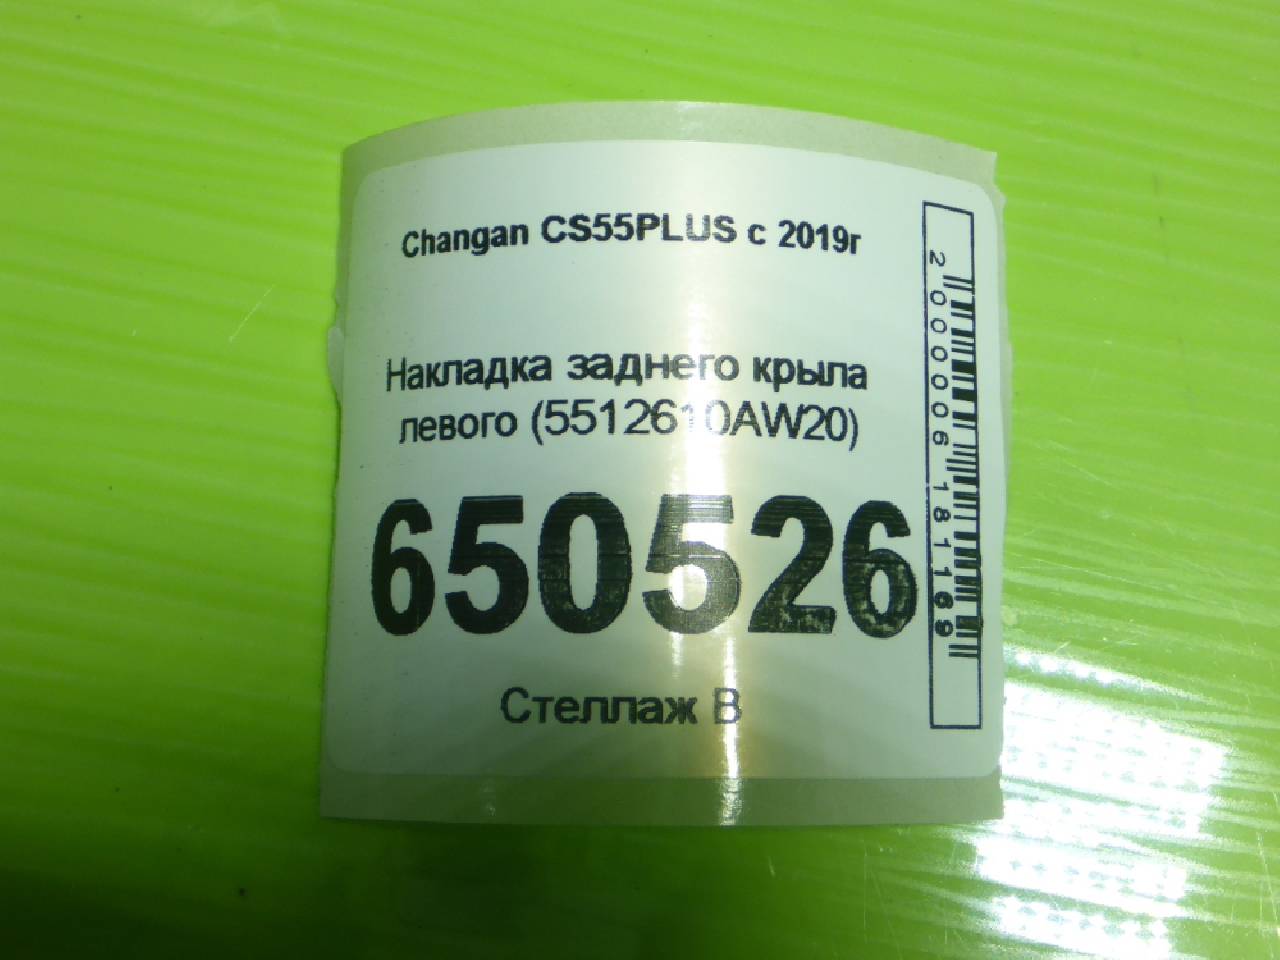 Changan CS55PLUS с 2019г
Накладка заднего крыла
левого (5512610AW20)
650526
Стеллаж В
2000006181169